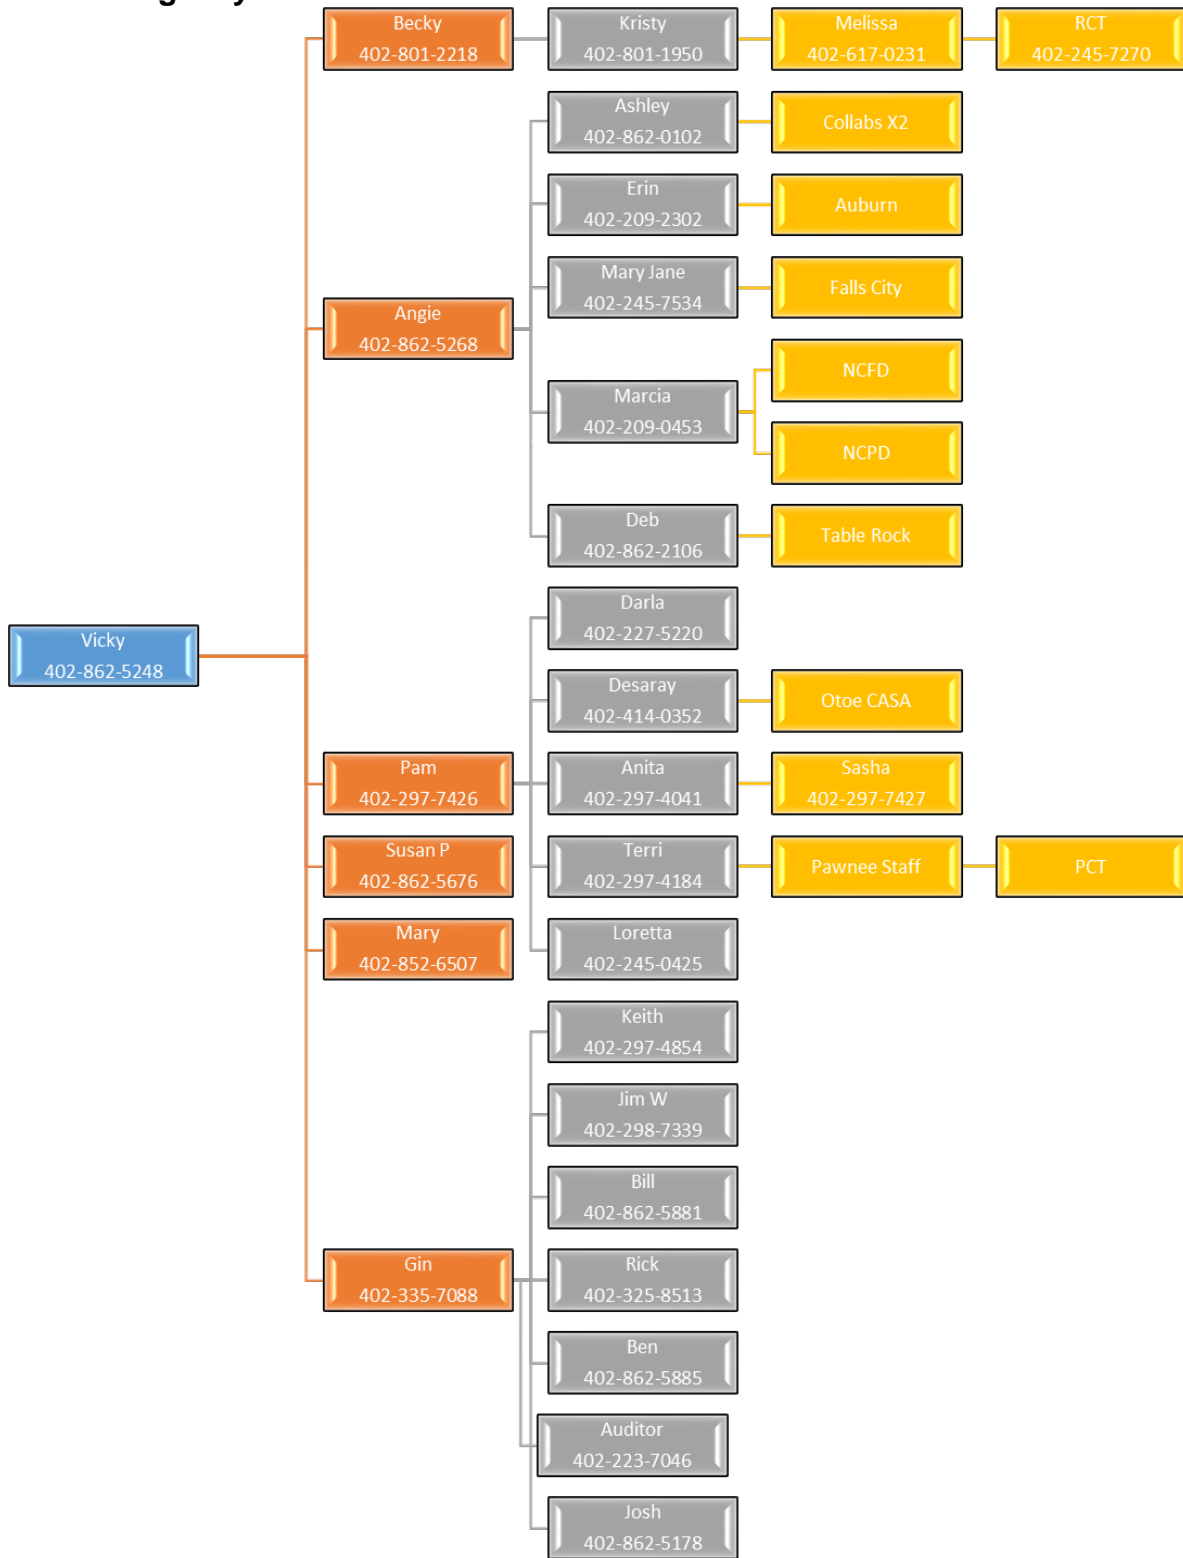 Becky
402-801-2218
Kristy
402-801-1950
Melissa
402-617-0231
RCT
402-245-7270
Ashley
402-862-0102
Collabs X2
Erin
402-209-2302
Auburn
Mary Jane
402-245-7534
Falls City
Angie
402-862-5268
NCFD
Marcia
402-209-0453
NCPD
Deb
402-862-2106
Table Rock
Darla
402-227-5220
Vicky
402-862-5248
Desaray
402-414-0352
Otoe CASA
Pam
402-297-7426
Anita
402-297-4041
Sasha
402-297-7427
Susan P
402-862-5676
Terri
402-297-4184
Pawnee Staff
PCT
Mary
402-852-6507
Loretta
402-245-0425
Keith
402-297-4854
Jim W
402-298-7339
Bill
402-862-5881
Gin
402-335-7088
Rick
402-325-8513
Ben
402-862-5885
Auditor
402-223-7046
Josh
402-862-5178